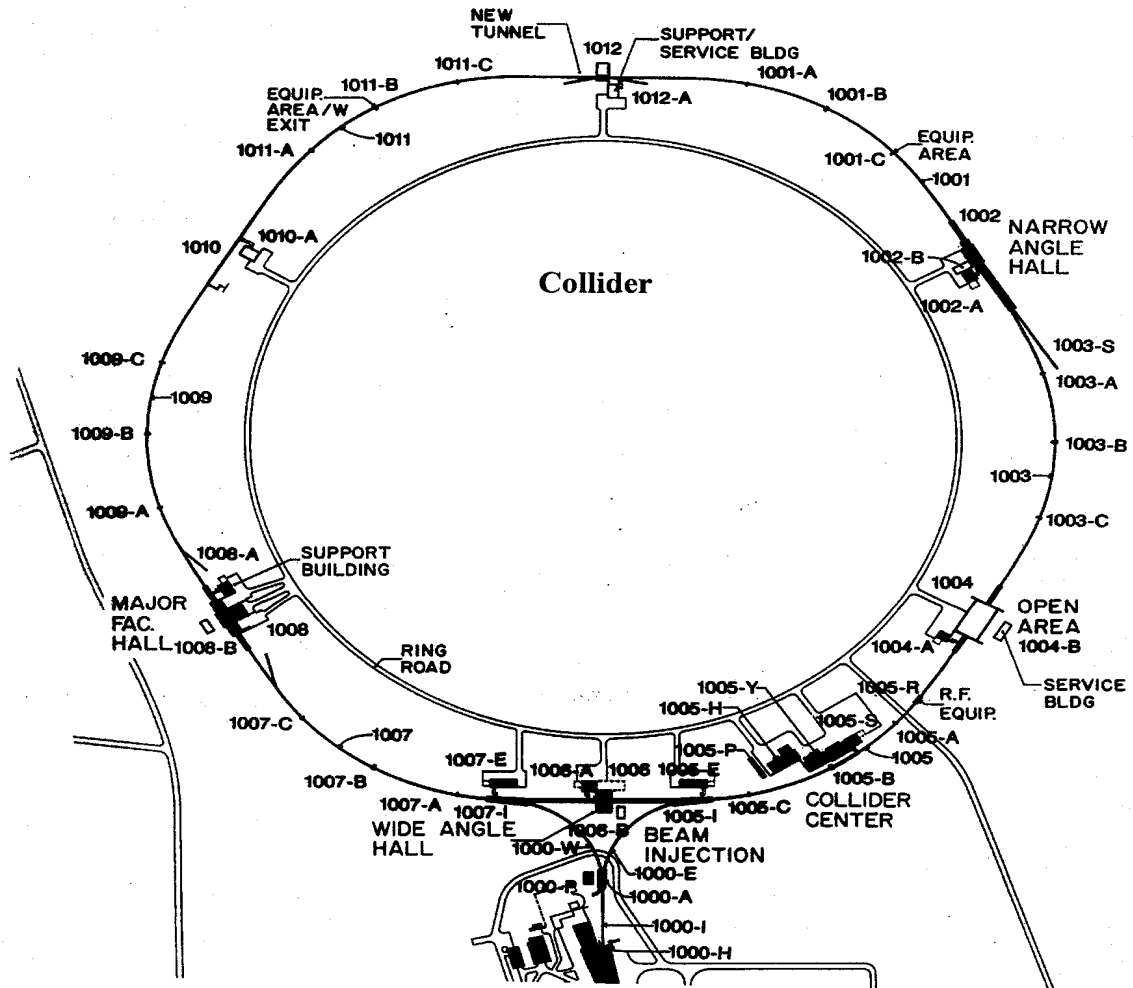 NEW
TUNNEL
1012
SUPPORT/
SERVICE BLDG
1011-C
1001-A
1011-B
1012-A
1001-B
EQUIP.
AREA/W
EXIT
1011
1011-A
1001-C
EQUIP.
AREA
1001
1002
NARROW
ANGLE
HALL
1010
1010-A
1002-B
1002-A
Collider
1003-S
1009-C
1003-A
1009
1009-B
1003-B
1003
1009-A
1003-C
1008-A
SUPPORT
BUILDING
1004
MAJOR
FAC.
HALL
1008
1008-B
OPEN
AREA
1004-A
1004-B
RING
ROAD
SERVICE
BLDG
1005-Y
1005-R
1005-H
R.F.
EQUIP.
1007-C
1005-S
1005-A
1007
1005-P
1005
1007-E
1006-A
1006
1005-E
1007-B
1005-B
1007-A
1007-I
1005-I
1005-C
COLLIDER
CENTER
WIDE ANGLE
HALL
1006-B
BEAM
INJECTION
1000-W
1000-E
1000-P
1000-A
1000-I
1000-H